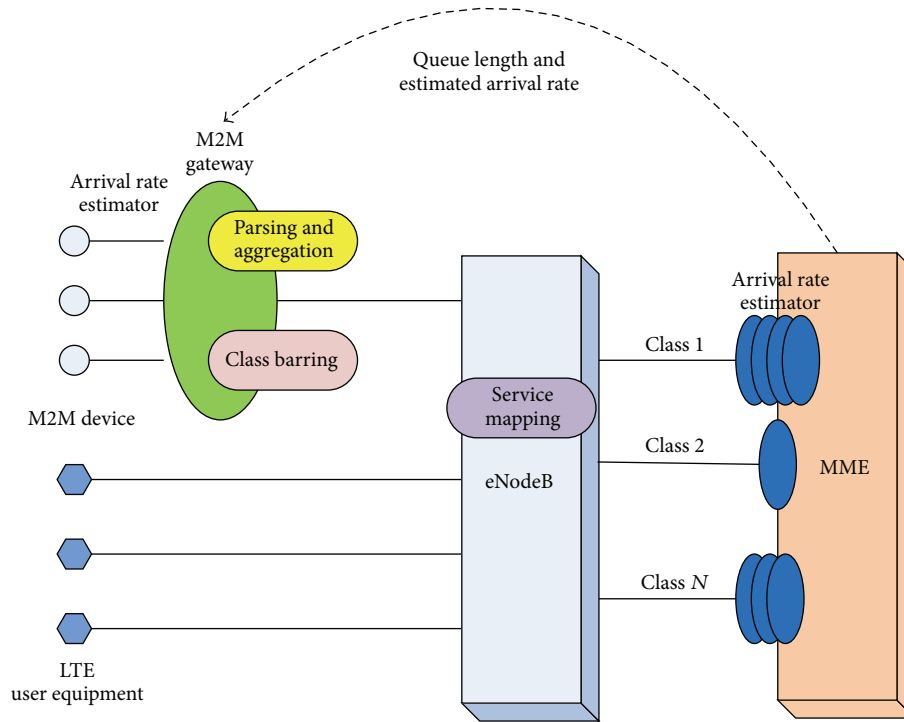 Queue length and
estimated arrival rate
M2M
gateway
Arrival rate
estimator
Parsing and
aggregation
Class barring
M2M device
Arrival rate
estimator
Class 1
Service
mapping
Class 2
eNodeB
MME
Class N
LTE
user equipment